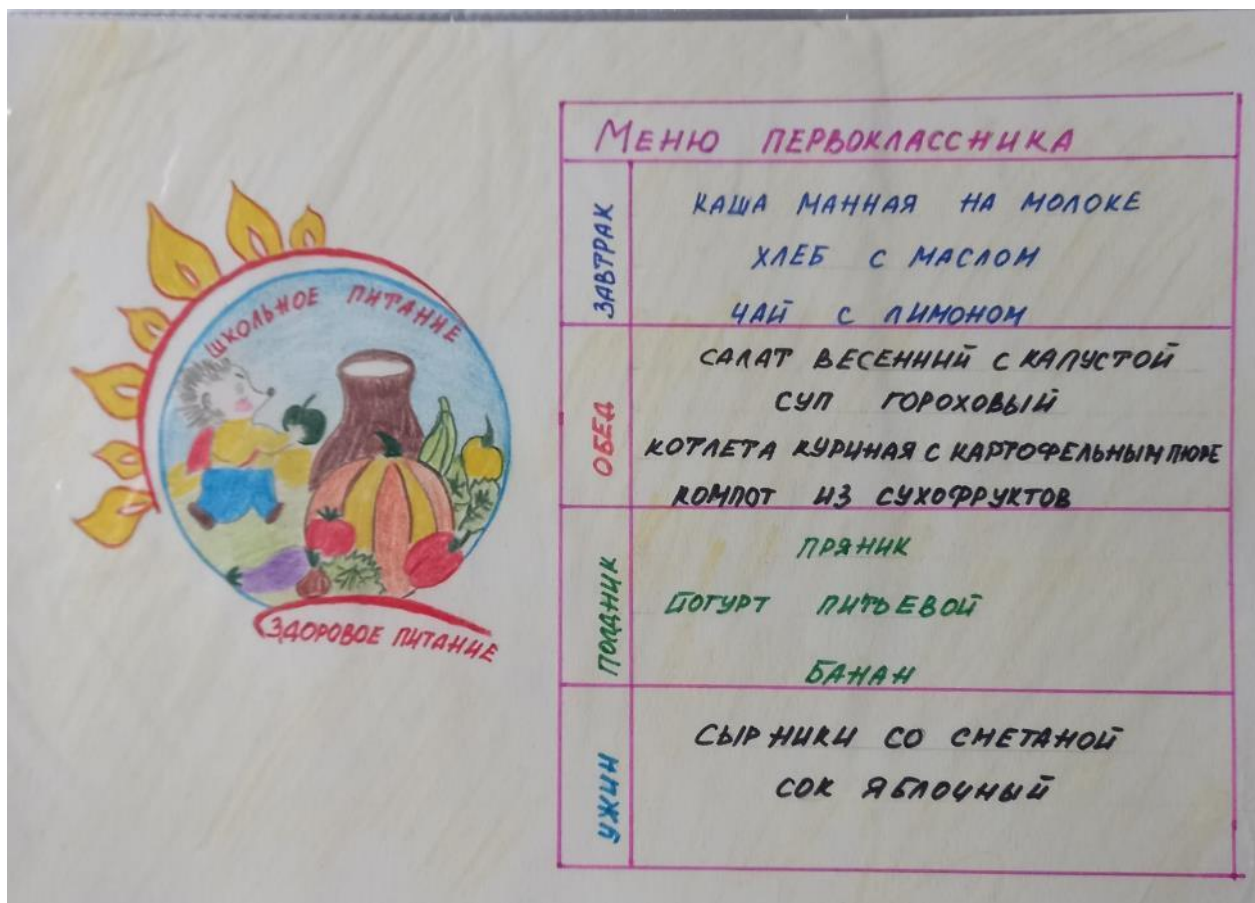 ШКОЛЬНОЕ ПИТАНИЕ
ЗДОРОВОЕ ПИТАНИЕ
МЕНЮ ПЕРВОКЛАССНИКА
ЗАВТРАК
КАША МАННАЯ НА МОЛОКЕ
ХЛЕБ С МАСЛОМ
ЧАЙ С ЛИМОНОМ
ОБЕД
САЛАТ ВЕСЕННИЙ С КАПУСТОЙ
СУП ГОРОХОВЫЙ
КОТЛЕТА КУРИНАЯ С КАРТОФЕЛЬНЫМ ПЮРЕ
КОМПОТ ИЗ СУХОФРУКТОВ
ПОЛДНИК
ПРЯНИК
ЙОГУРТ ПИТЬЕВОЙ
БАНАН
УЖИН
СЫРНИКИ СО СМЕТАНОЙ
СОК ЯБЛОЧНЫЙ